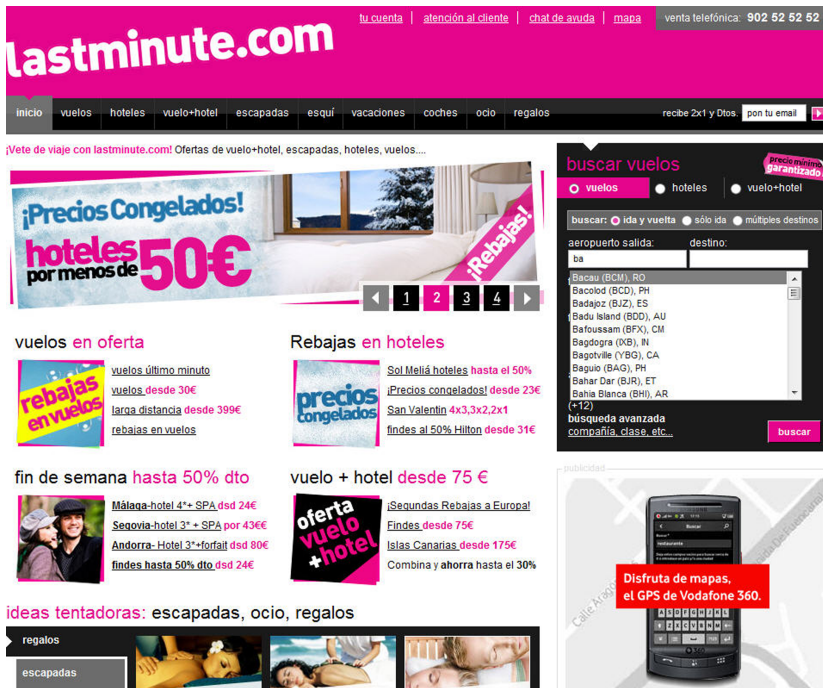 tu cuenta | atención al cliente | chat de ayuda | mapa
venta telefónica: 902 52 52 52
lastminute.com
inicio vuelos hoteles vuelo+hotel escapadas esquí vacaciones coches ocio regalos
recibe 2x1 y Dtos. pon tu email
¡Vete de viaje con lastminute.com! Ofertas de vuelo+hotel, escapadas, hoteles, vuelos....
¡Precios Congelados!
hoteles
por menos de 50€
¡Rebajas!
1 2 3 4
buscar vuelos
precio mínimo
garantizado
vuelos hoteles vuelo+hotel
buscar: ida y vuelta sólo ida múltiples destinos
aeropuerto salida: destino:
ba
Bacau (BCM), RO
Bacolod (BCD), PH
Badajoz (BJZ), ES
Badu Island (BDD), AU
Bafoussam (BFX), CM
Bagdogra (IXB), IN
Bagotville (YBG), CA
Baguio (BAG), PH
Bahar Dar (BJR), ET
Bahia Blanca (BHI), AR
(+12)
búsqueda avanzada
compañía, clase, etc...
buscar
vuelos en oferta
rebajas
en vuelos
vuelos último minuto
vuelos desde 30€
larga distancia desde 399€
rebajas en vuelos
Rebajas en hoteles
precios
congelados
Sol Meliá hoteles hasta el 50%
¡Precios congelados! desde 23€
San Valentin 4x3,3x2,2x1
findes al 50% Hilton desde 31€
fin de semana hasta 50% dto
Málaga-hotel 4*+ SPA dsd 24€
Segovia-hotel 3* + SPA por 43€€
Andorra- Hotel 3*+forfait dsd 80€
findes hasta 50% dto dsd 24€
vuelo + hotel desde 75 €
oferta
vuelo
+hotel
¡Segundas Rebajas a Europa!
Findes desde 75€
Islas Canarias desde 175€
Combina y ahorra hasta el 30%
publicidad
Buscar
restaurante
Disfruta de mapas,
el GPS de Vodafone 360.
360
ideas tentadoras: escapadas, ocio, regalos
regalos
escapadas